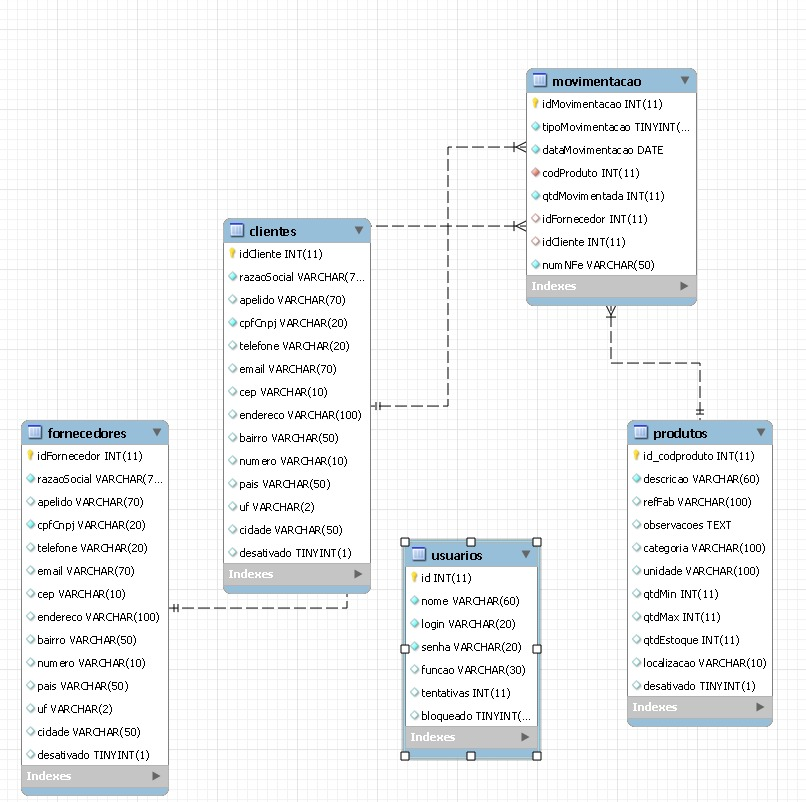 movimentacao
idMovimentacao INT(11)
tipoMovimentacao TINYINT(...
dataMovimentacao DATE
codProduto INT(11)
qtdMovimentada INT(11)
idFornecedor INT(11)
idCliente INT(11)
numNFe VARCHAR(50)
Indexes
clientes
idCliente INT(11)
razaoSocial VARCHAR(7...
apelido VARCHAR(70)
cpfCnpj VARCHAR(20)
telefone VARCHAR(20)
email VARCHAR(70)
cep VARCHAR(10)
endereco VARCHAR(100)
bairro VARCHAR(50)
numero VARCHAR(10)
pais VARCHAR(50)
uf VARCHAR(2)
cidade VARCHAR(50)
desativado TINYINT(1)
Indexes
fornecedores
idFornecedor INT(11)
razaoSocial VARCHAR(7...
apelido VARCHAR(70)
cpfCnpj VARCHAR(20)
telefone VARCHAR(20)
email VARCHAR(70)
cep VARCHAR(10)
endereco VARCHAR(100)
bairro VARCHAR(50)
numero VARCHAR(10)
pais VARCHAR(50)
uf VARCHAR(2)
cidade VARCHAR(50)
desativado TINYINT(1)
Indexes
usuarios
id INT(11)
nome VARCHAR(60)
login VARCHAR(20)
senha VARCHAR(20)
funcao VARCHAR(30)
tentativas INT(11)
bloqueado TINYINT(...
Indexes
produtos
id_codproduto INT(11)
descricao VARCHAR(60)
refFab VARCHAR(100)
observacoes TEXT
categoria VARCHAR(100)
unidade VARCHAR(100)
qtdMin INT(11)
qtdMax INT(11)
qtdEstoque INT(11)
localizacao VARCHAR(10)
desativado TINYINT(1)
Indexes